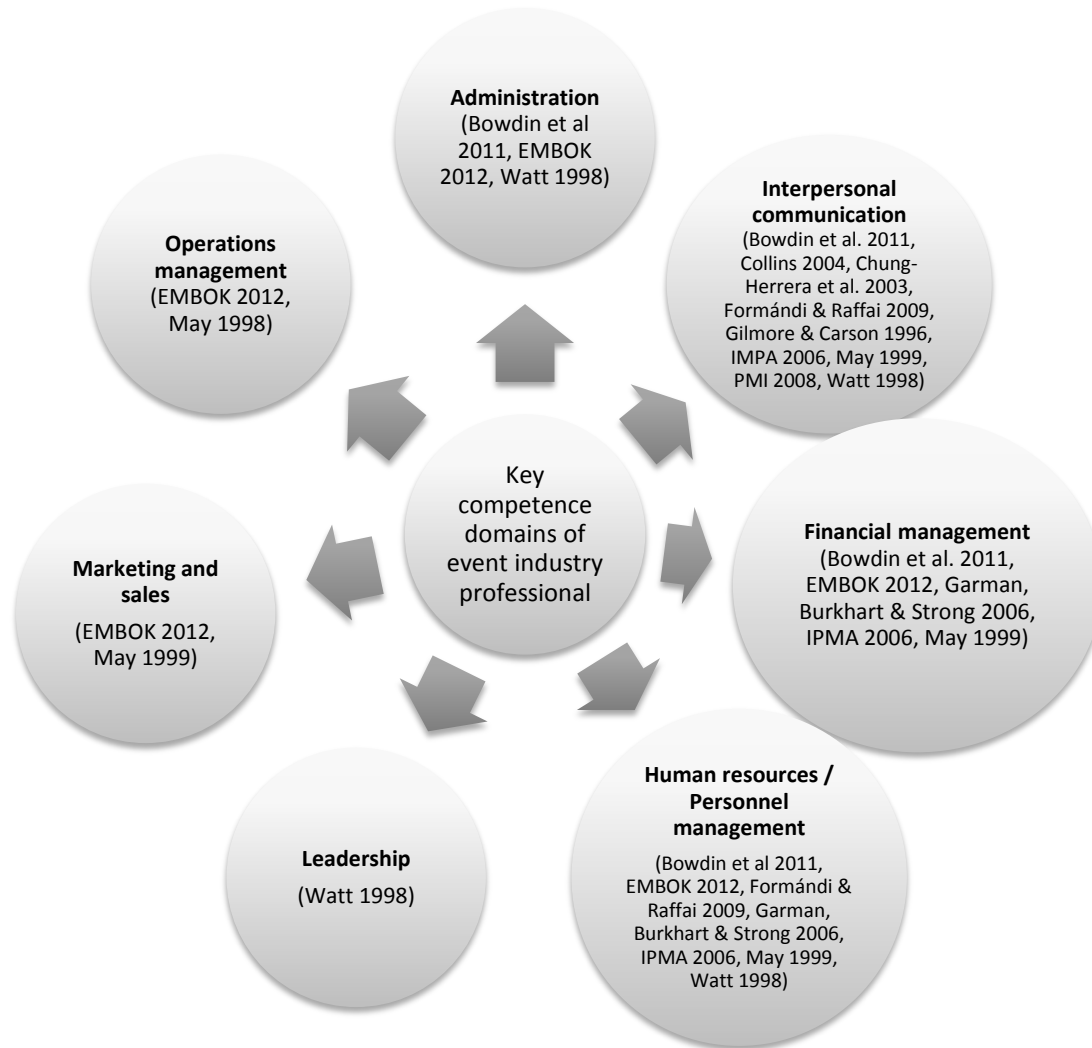 Administration
(Bowdin et al
2011, EMBOK
2012, Watt 1998)
Interpersonal
communication
(Bowdin et al. 2011,
Collins 2004, Chung-
Herrera et al. 2003,
Formándi & Raffai 2009,
Gilmore & Carson 1996,
IMPA 2006, May 1999,
PMI 2008, Watt 1998)
Operations
management
(EMBOK 2012,
May 1998)
Key
competence
domains of
event industry
professional
Financial management
(Bowdin et al. 2011,
EMBOK 2012, Garman,
Burkhart & Strong 2006,
IPMA 2006, May 1999)
Marketing and
sales
(EMBOK 2012,
May 1999)
Human resources /
Personnel
management
(Bowdin et al 2011,
EMBOK 2012, Formándi &
Raffai 2009, Garman,
Burkhart & Strong 2006,
IPMA 2006, May 1999,
Watt 1998)
Leadership
(Watt 1998)